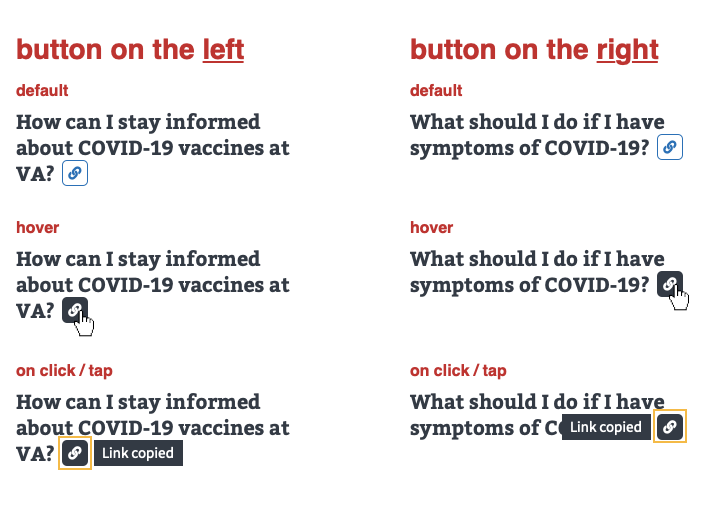 button on the left
default
How can I stay informed
about COVID-19 vaccines at
VA?
hover
How can I stay informed
about COVID-19 vaccines at
VA?
on click / tap
How can I stay informed
about COVID-19 vaccines at
VA?
Link copied
button on the right
default
What should I do if I have
symptoms of COVID-19?
hover
What should I do if I have
symptoms of COVID-19?
on click / tap
What should I do if I have
symptoms of Link copied